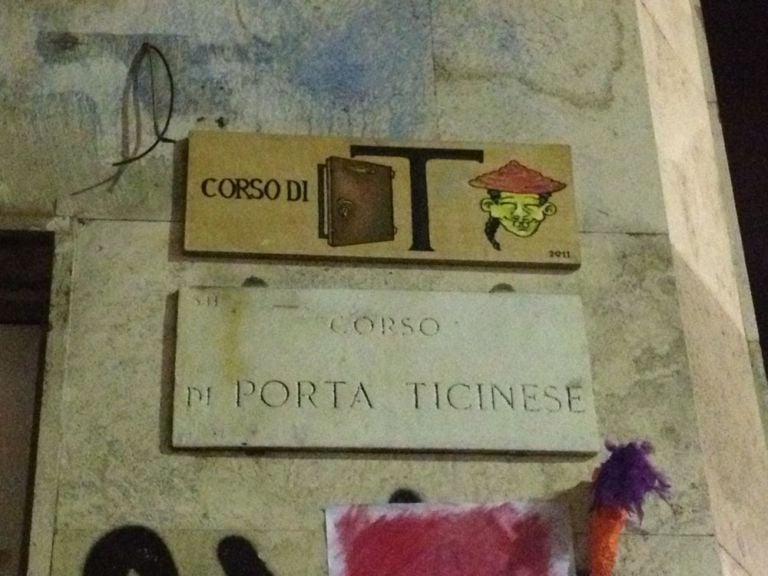 CORSO DI T
2011
CORSO
DI PORTA TICINESE